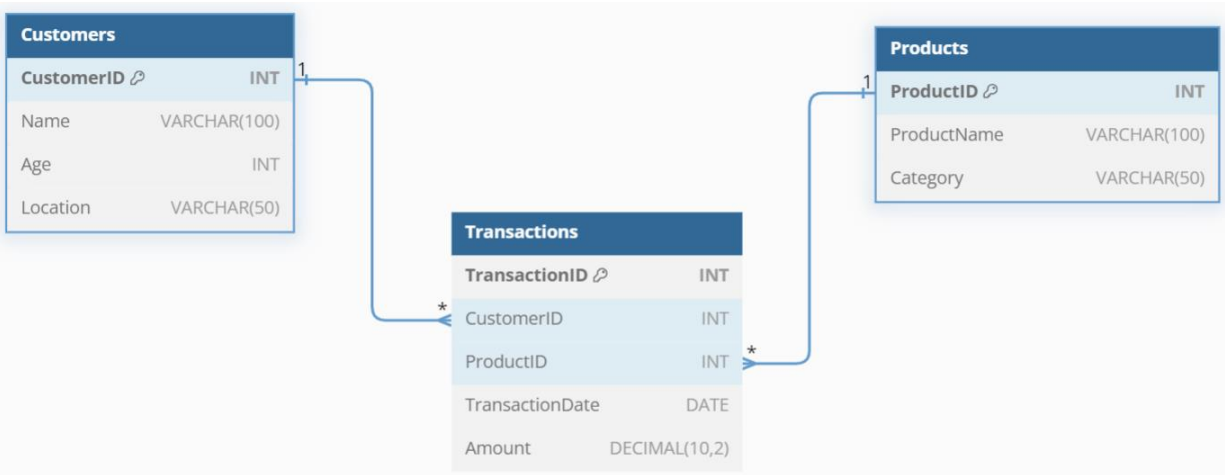 Customers
CustomerID INT
Name VARCHAR(100)
Age INT
Location VARCHAR(50)
1
*
Transactions
TransactionID INT
CustomerID INT
ProductID INT
TransactionDate DATE
Amount DECIMAL(10,2)
*
1
Products
ProductID INT
ProductName VARCHAR(100)
Category VARCHAR(50)